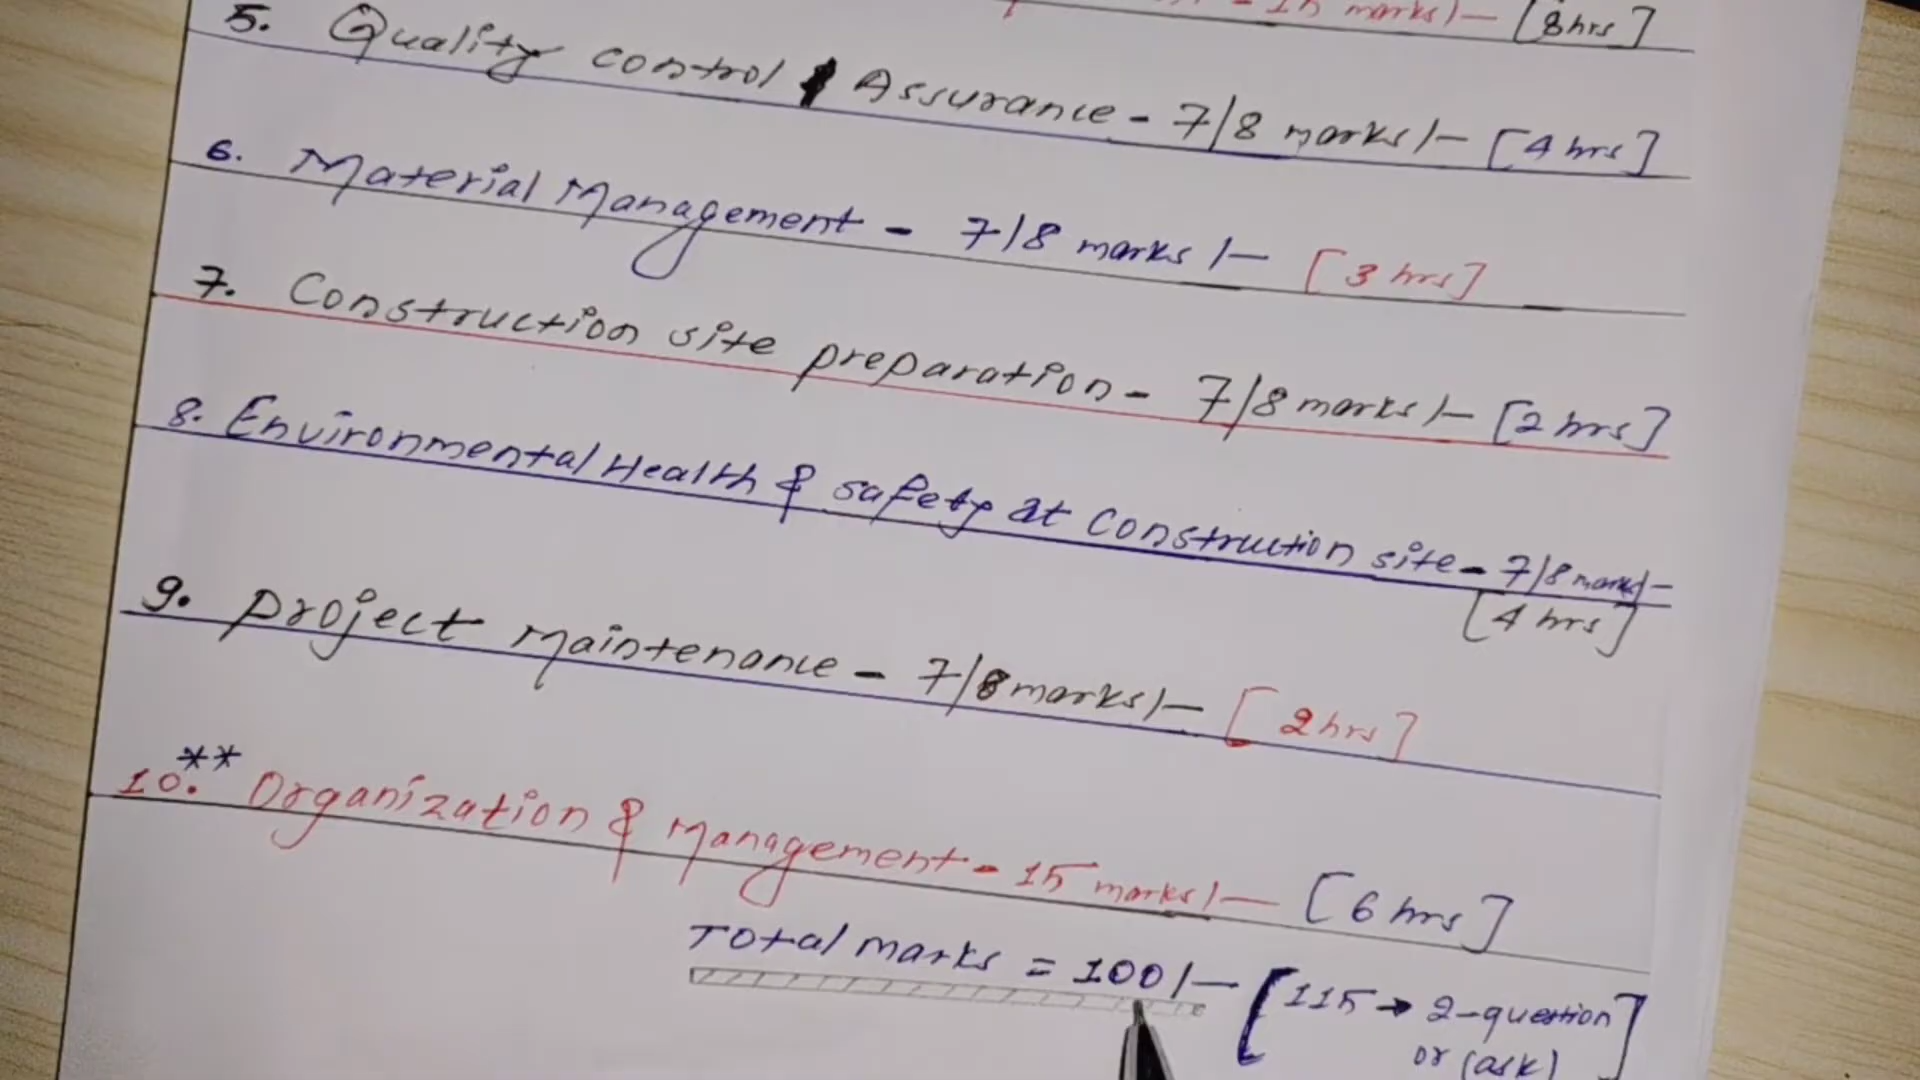 15 marks)— [8hrs]
5. Quality control / Assurance - 7/8 marks/— [4 hrs]
6. Material Management - 7/8 marks /— [3 hrs]
7. Construction site preparation - 7/8 marks/— [2 hrs]
8. Environmental Health & safety at Construction site - 7/8 marks/—
[4 hrs]
9. Project Maintenance - 7/8 marks)— [2 hrs]
10.** Organization & Management - 15 marks)— [6 hrs]
Total marks = 100/— [115 → 2-question
or (ask)]